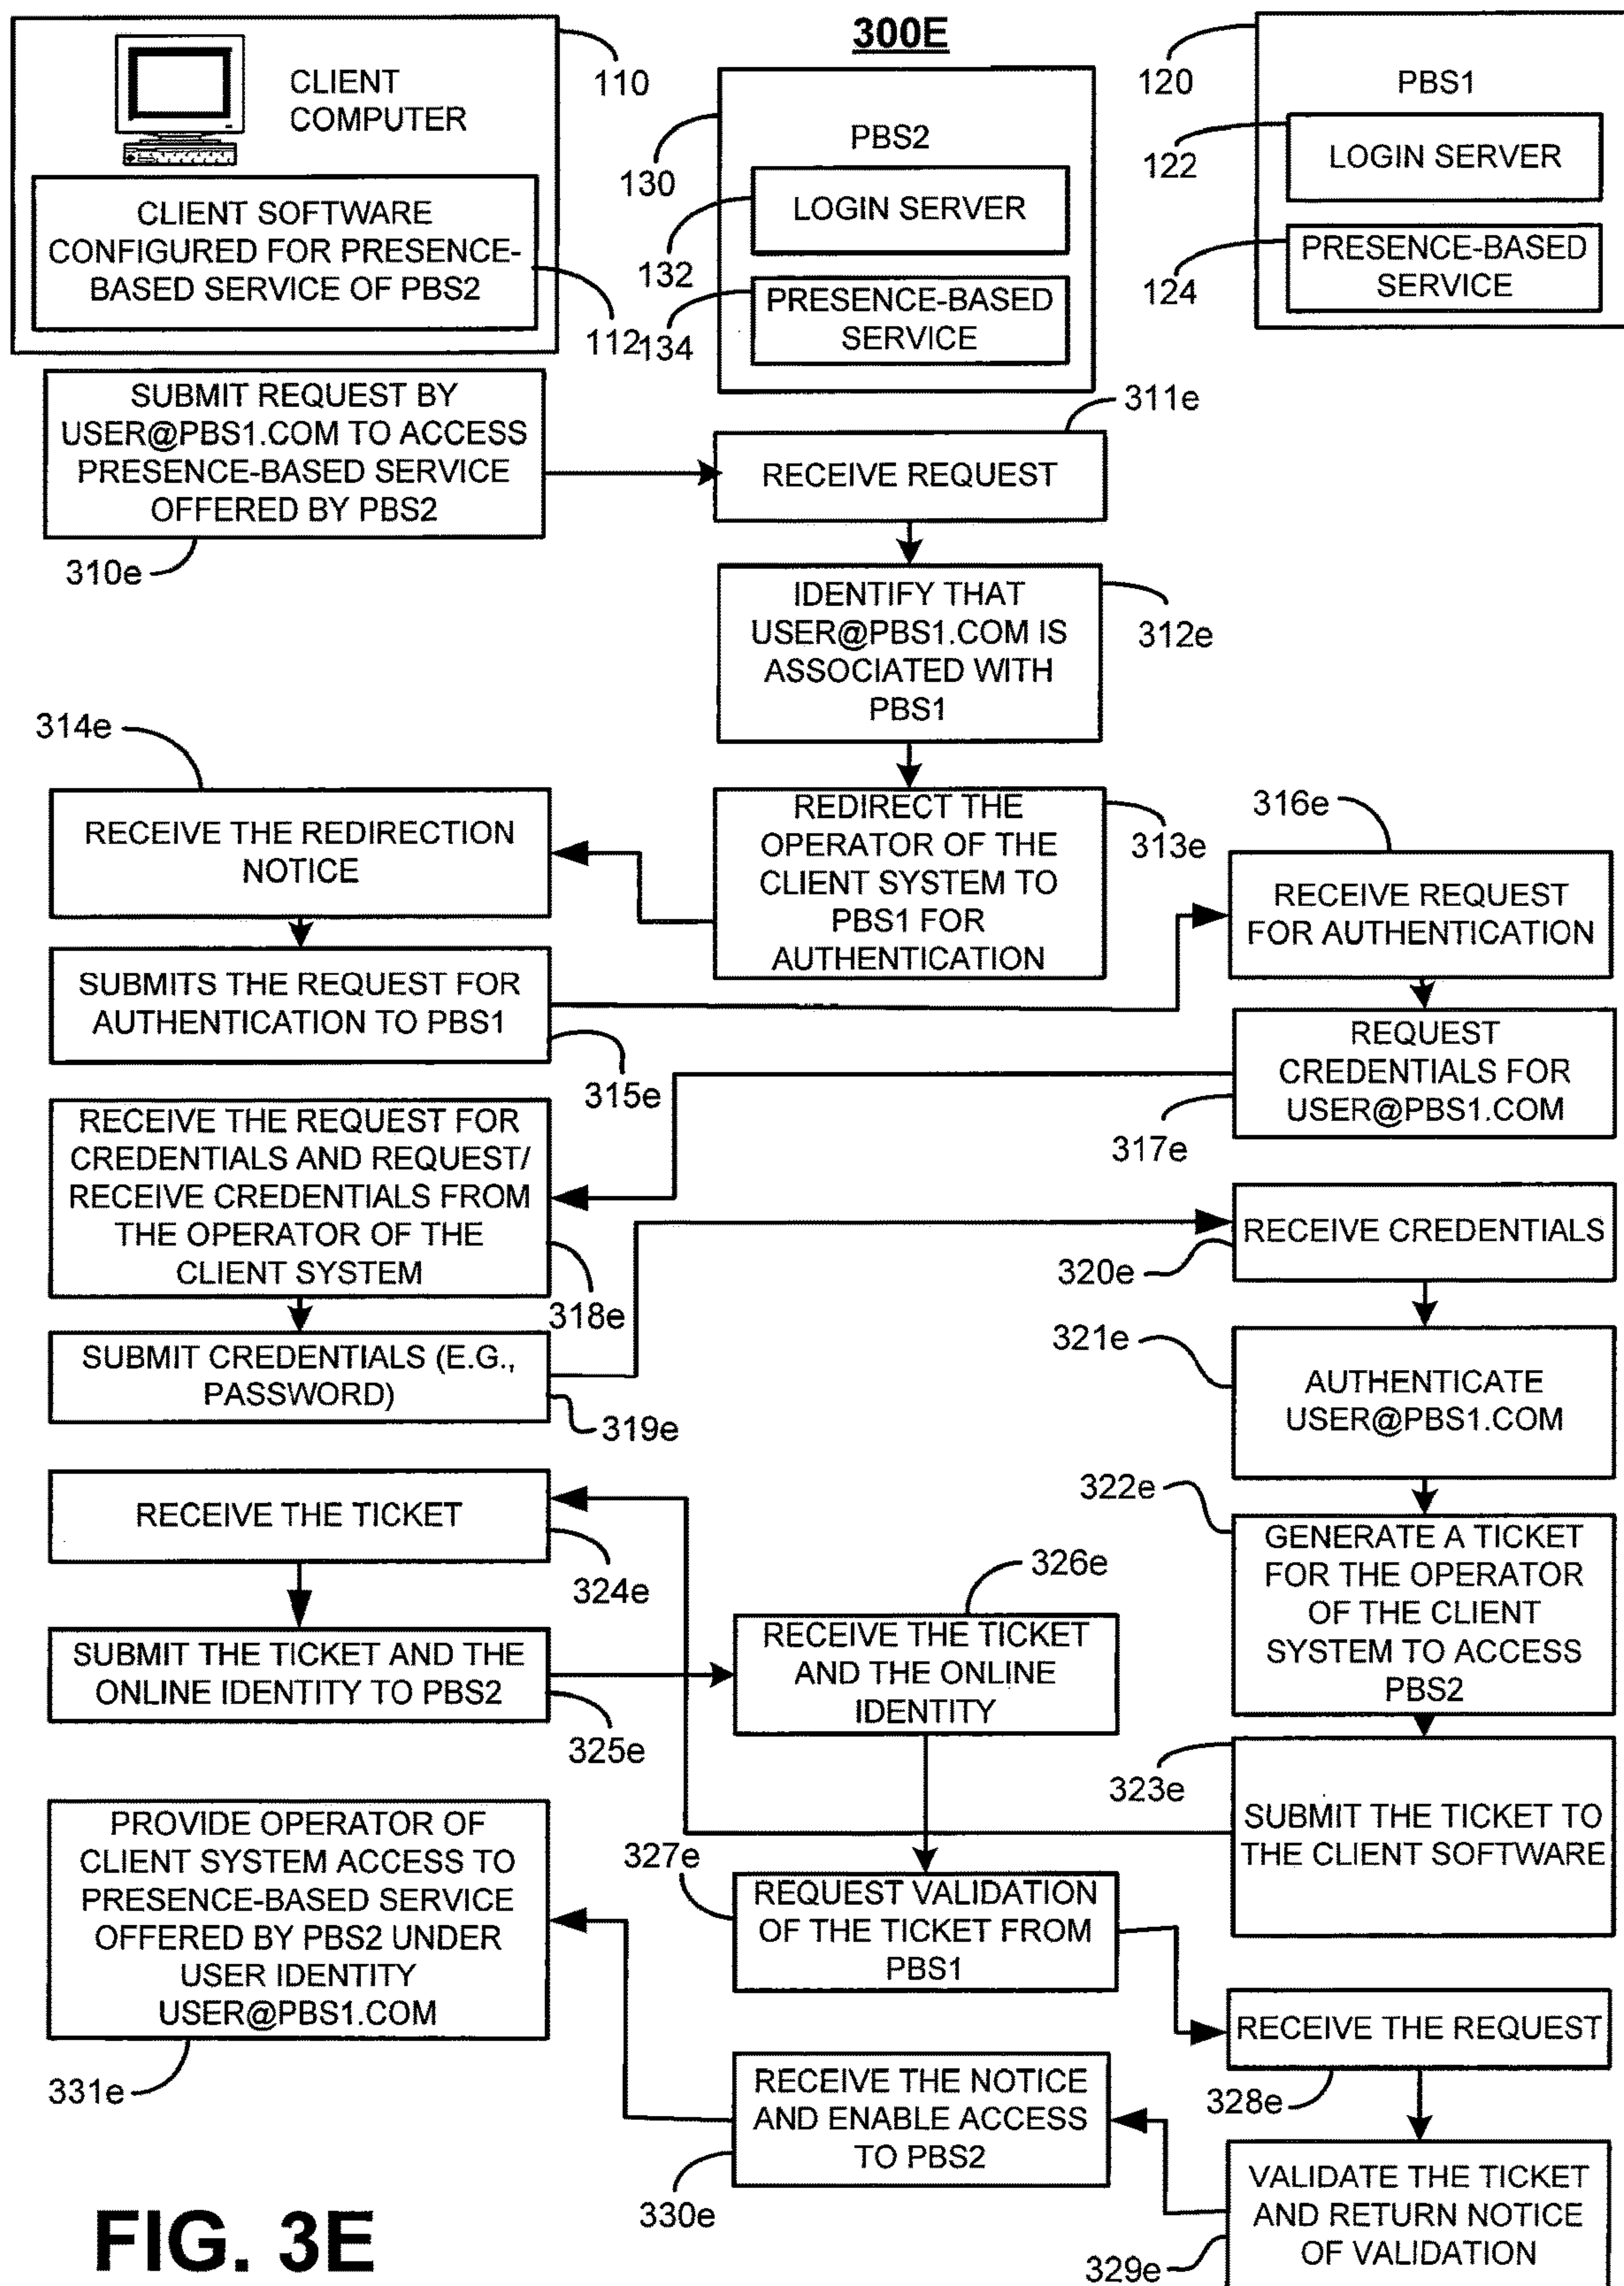 300E
CLIENT
COMPUTER
110
CLIENT SOFTWARE
CONFIGURED FOR PRESENCE-
BASED SERVICE OF PBS2
112
PBS2
130
LOGIN SERVER
132
PRESENCE-BASED
SERVICE
134
120
PBS1
LOGIN SERVER
122
PRESENCE-BASED
SERVICE
124
SUBMIT REQUEST BY
USER@PBS1.COM TO ACCESS
PRESENCE-BASED SERVICE
OFFERED BY PBS2
310e
311e
RECEIVE REQUEST
IDENTIFY THAT
USER@PBS1.COM IS
ASSOCIATED WITH
PBS1
312e
REDIRECT THE
OPERATOR OF THE
CLIENT SYSTEM TO
PBS1 FOR
AUTHENTICATION
313e
314e
RECEIVE THE REDIRECTION
NOTICE
SUBMITS THE REQUEST FOR
AUTHENTICATION TO PBS1
315e
316e
RECEIVE REQUEST
FOR AUTHENTICATION
REQUEST
CREDENTIALS FOR
USER@PBS1.COM
317e
RECEIVE THE REQUEST FOR
CREDENTIALS AND REQUEST/
RECEIVE CREDENTIALS FROM
THE OPERATOR OF THE
CLIENT SYSTEM
318e
SUBMIT CREDENTIALS (E.G.,
PASSWORD)
319e
RECEIVE CREDENTIALS
320e
321e
AUTHENTICATE
USER@PBS1.COM
322e
GENERATE A TICKET
FOR THE OPERATOR
OF THE CLIENT
SYSTEM TO ACCESS
PBS2
323e
SUBMIT THE TICKET TO
THE CLIENT SOFTWARE
RECEIVE THE TICKET
324e
SUBMIT THE TICKET AND THE
ONLINE IDENTITY TO PBS2
325e
326e
RECEIVE THE TICKET
AND THE ONLINE
IDENTITY
327e
REQUEST VALIDATION
OF THE TICKET FROM
PBS1
RECEIVE THE REQUEST
328e
VALIDATE THE TICKET
AND RETURN NOTICE
OF VALIDATION
329e
RECEIVE THE NOTICE
AND ENABLE ACCESS
TO PBS2
330e
PROVIDE OPERATOR OF
CLIENT SYSTEM ACCESS TO
PRESENCE-BASED SERVICE
OFFERED BY PBS2 UNDER
USER IDENTITY
USER@PBS1.COM
331e
FIG. 3E